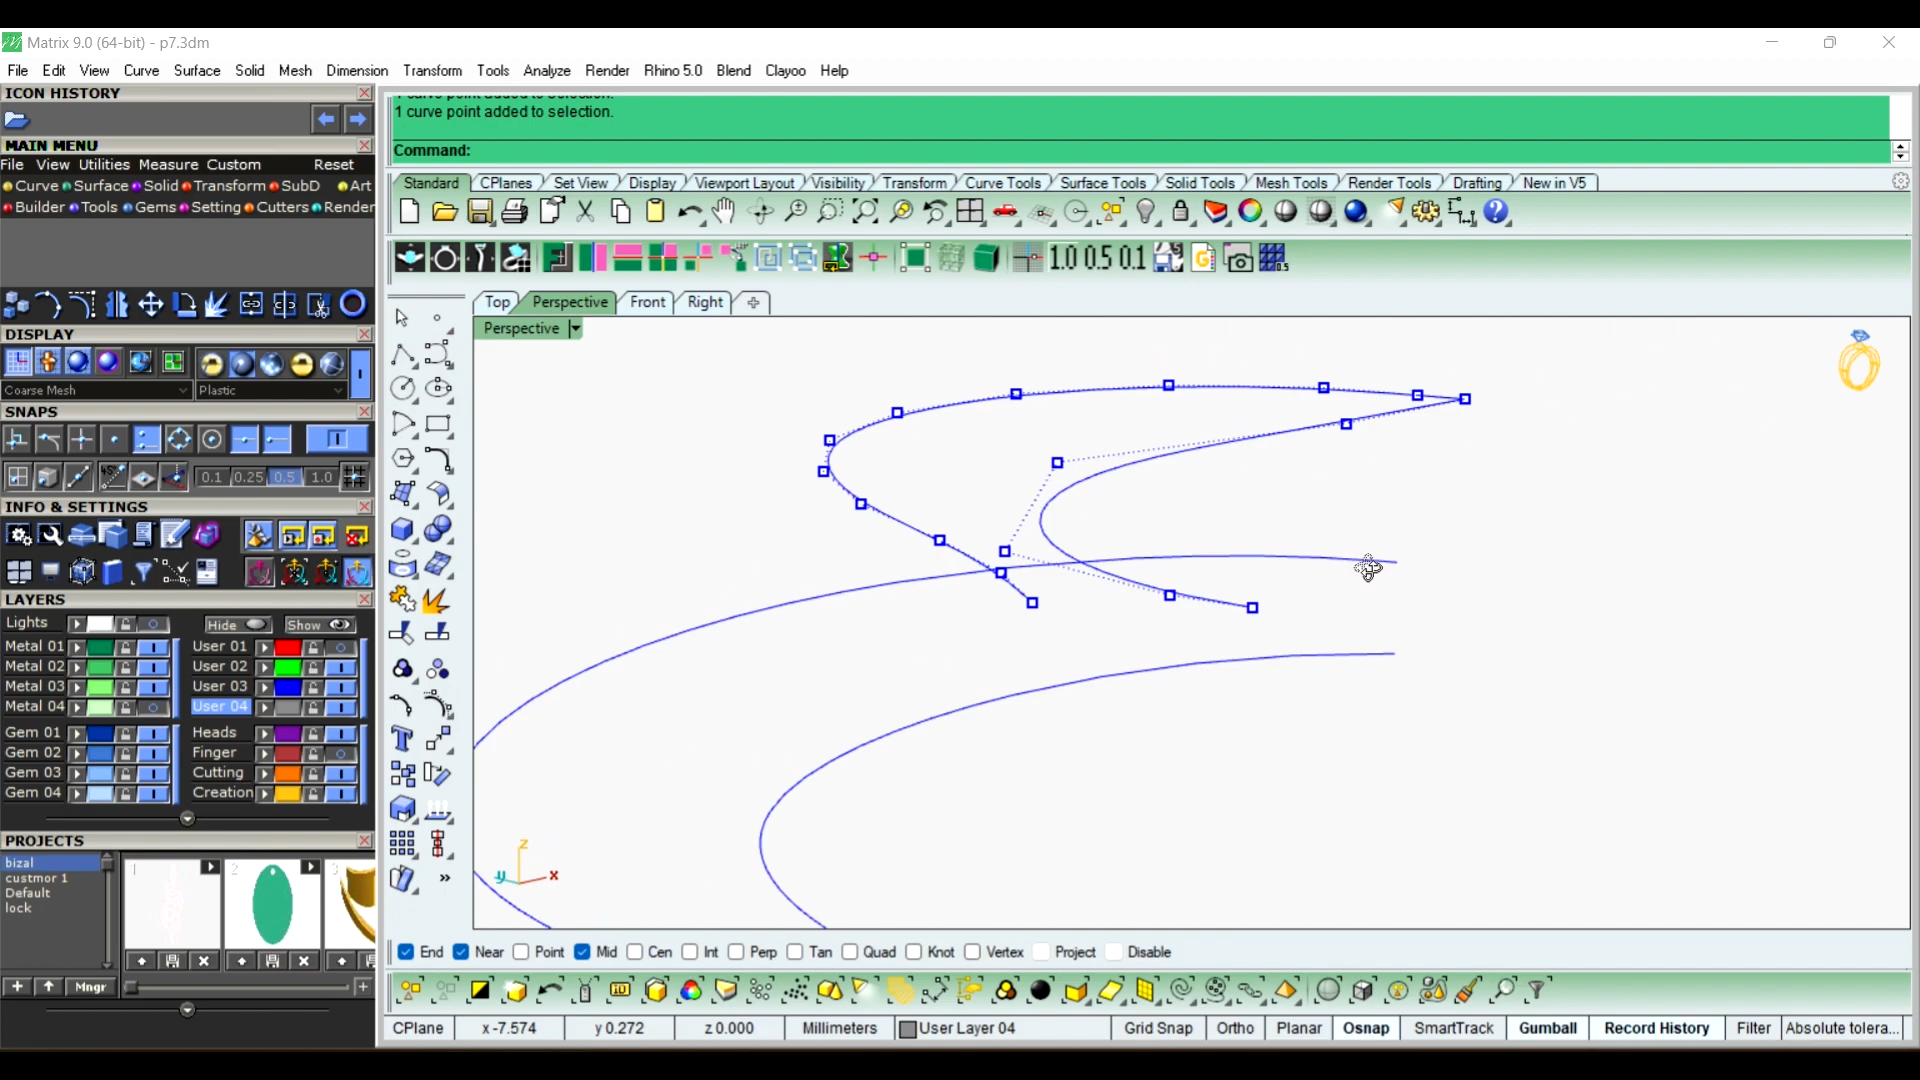 Matrix 9.0 (64-bit) - p7.3dm
File Edit View Curve Surface Solid Mesh Dimension Transform Tools Analyze Render Rhino 5.0 Blend Clayoo Help
ICON HISTORY
MAIN MENU
File View Utilities Measure Custom Reset
Curve Surface Solid Transform SubD Art
Builder Tools Gems Setting Cutters Render
DISPLAY
Coarse Mesh Plastic
SNAPS
0.1 0.25 0.5 1.0
INFO & SETTINGS
LAYERS
Lights Hide Show
Metal 01 User 01
Metal 02 User 02
Metal 03 User 03
Metal 04 User 04
Gem 01 Heads
Gem 02 Finger
Gem 03 Cutting
Gem 04 Creation
PROJECTS
bizal
custmor 1
Default
lock
1 2 3
Mngr
1 curve point added to selection.
Command:
Standard CPlanes Set View Display Viewport Layout Visibility Transform Curve Tools Surface Tools Solid Tools Mesh Tools Render Tools Drafting New in V5
1.0 0.5 0.1
Top Perspective Front Right
Perspective
z
y x
End Near Point Mid Cen Int Perp Tan Quad Knot Vertex Project Disable
CPlane x -7.574 y 0.272 z 0.000 Millimeters User Layer 04 Grid Snap Ortho Planar Osnap SmartTrack Gumball Record History Filter Absolute tolera...